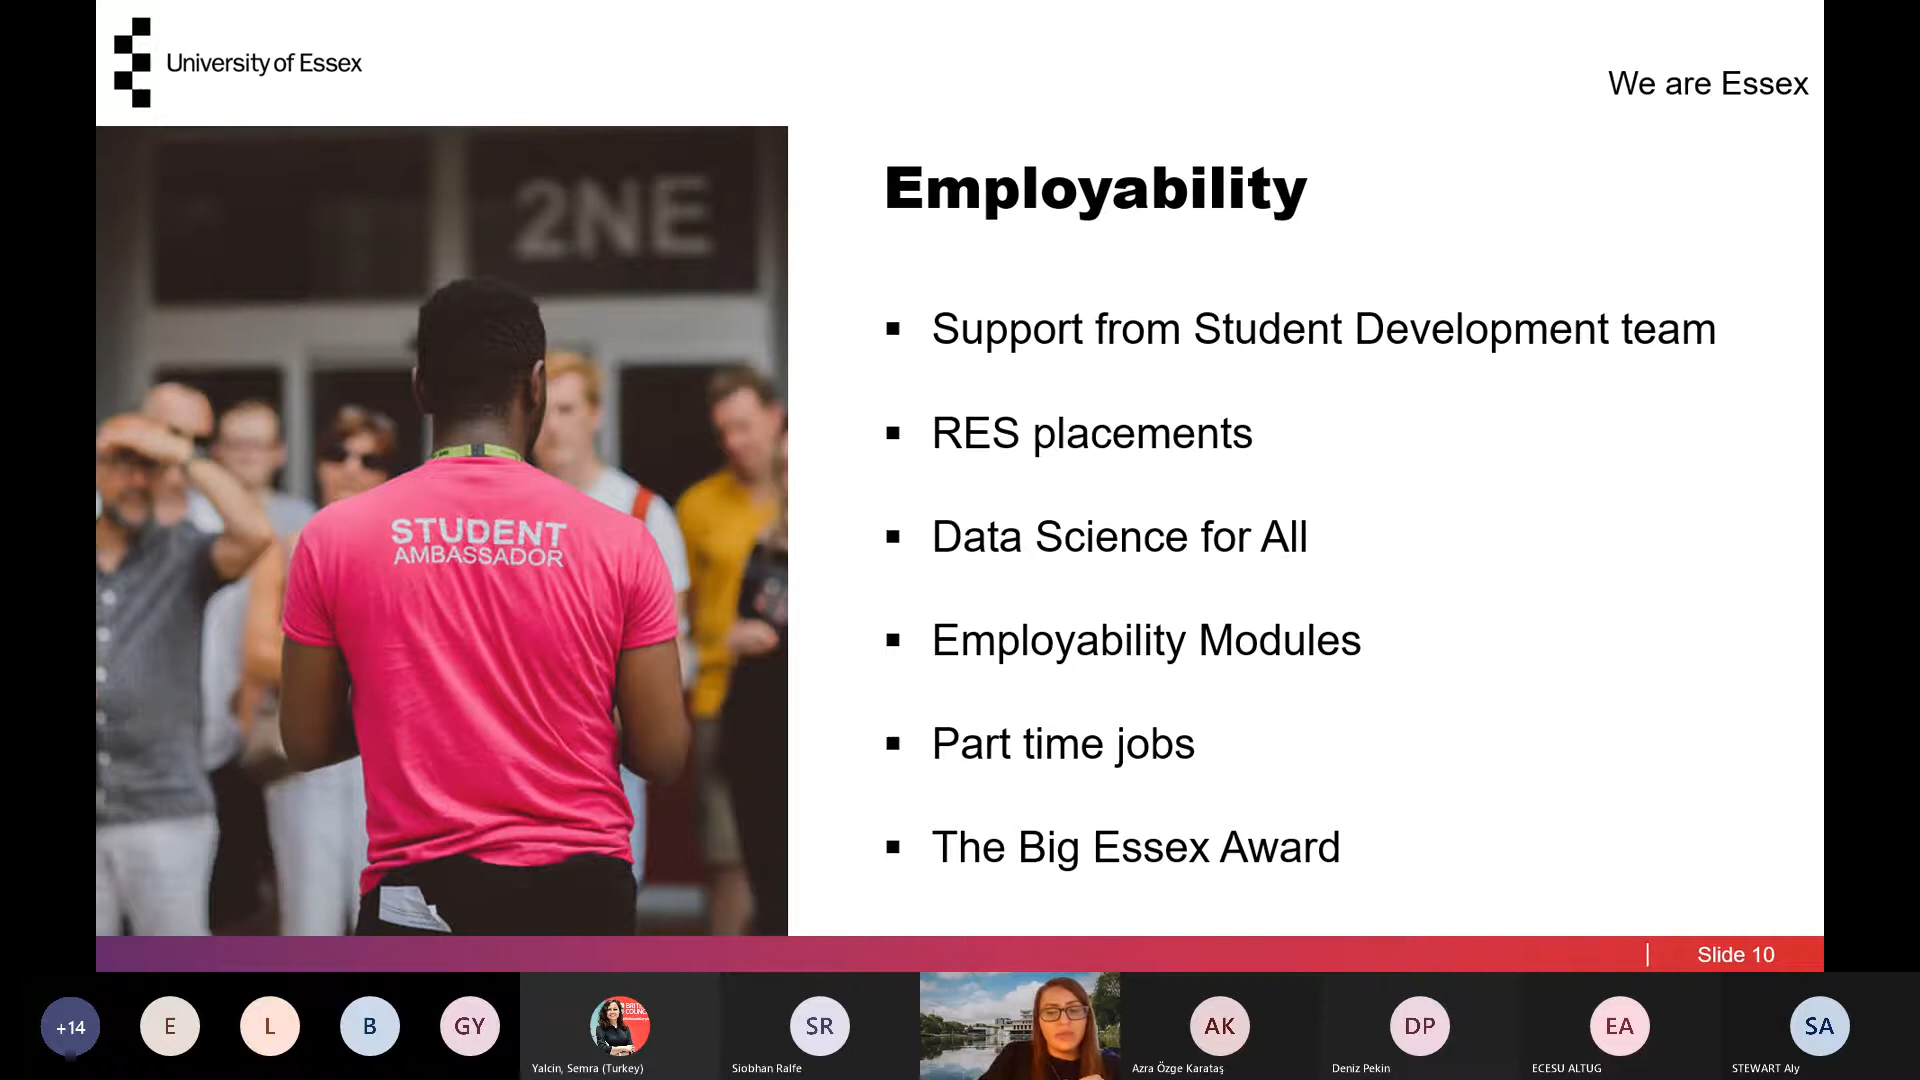 University of Essex
We are Essex
2NE
STUDENT
AMBASSADOR
Employability
▪ Support from Student Development team
▪ RES placements
▪ Data Science for All
▪ Employability Modules
▪ Part time jobs
▪ The Big Essex Award
Slide 10
+14
E
L
B
GY
SR
AK
DP
EA
SA
Yalcin, Semra (Turkey)
Siobhan Ralfe
Azra Özge Karataş
Deniz Pekin
ECESU ALTUG
STEWART Aly